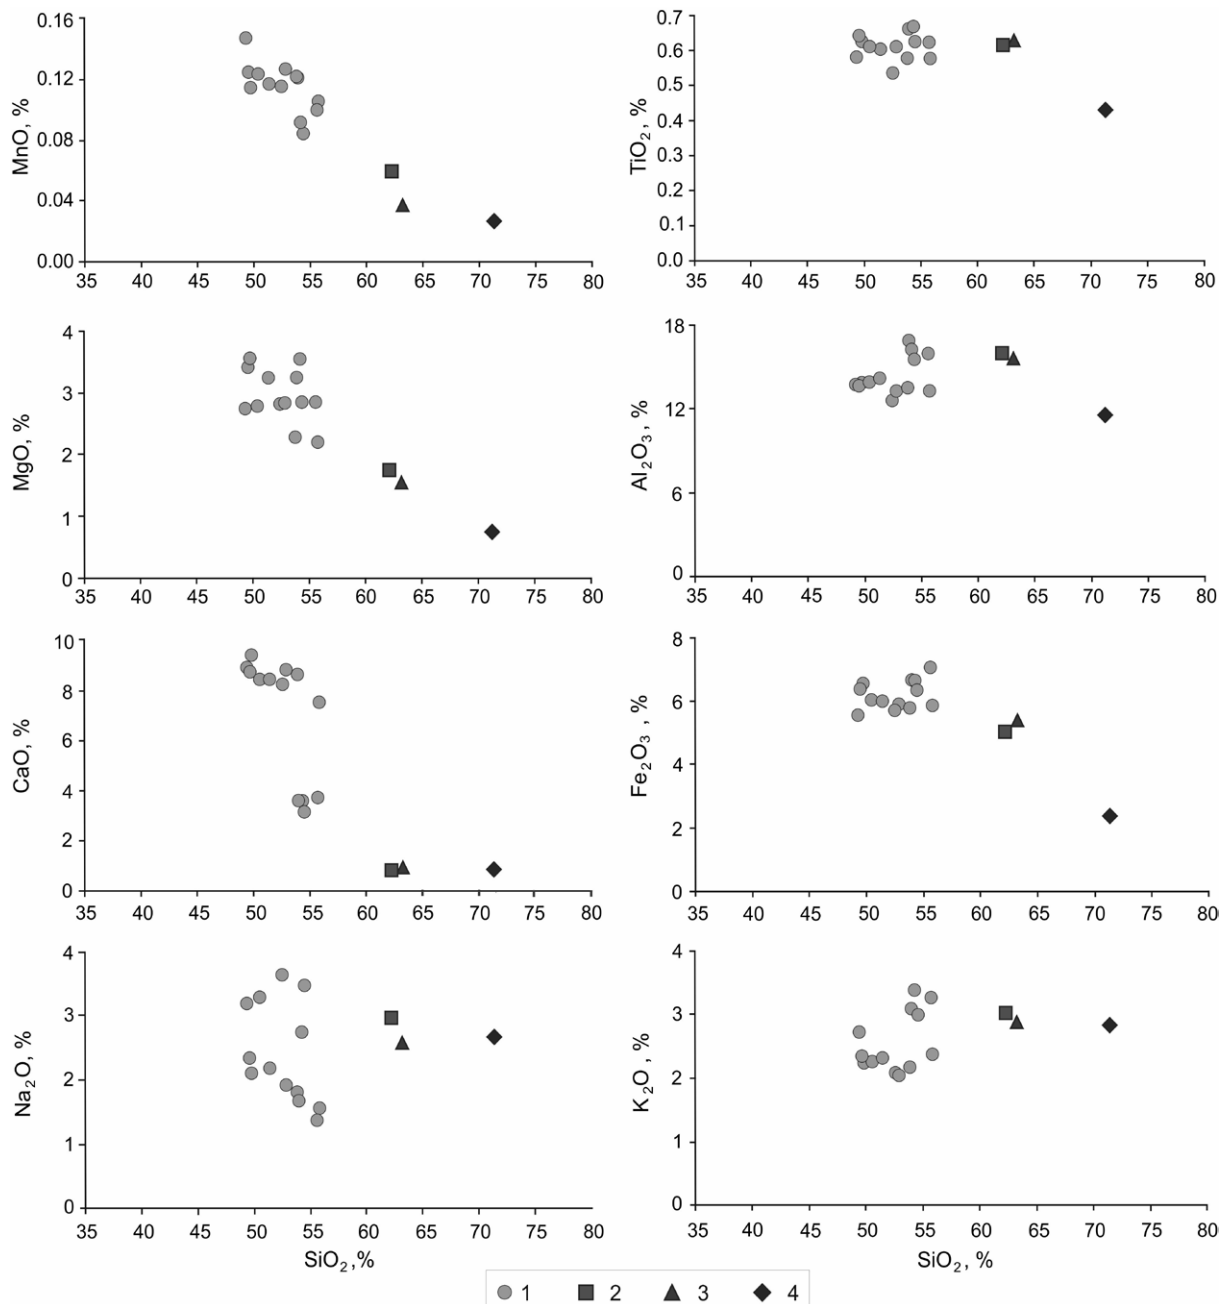 0.16
0.12
0.08
0.04
0.00
MnO, %
35 40 45 50 55 60 65 70 75 80
0.7
0.6
0.5
0.4
0.3
0.2
0.1
0.0
TiO₂, %
35 40 45 50 55 60 65 70 75 80
4
3
2
1
0
MgO, %
35 40 45 50 55 60 65 70 75 80
18
12
6
0
Al₂O₃, %
35 40 45 50 55 60 65 70 75 80
10
8
6
4
2
0
CaO, %
35 40 45 50 55 60 65 70 75 80
8
6
4
2
0
Fe₂O₃, %
35 40 45 50 55 60 65 70 75 80
4
3
2
1
0
Na₂O, %
35 40 45 50 55 60 65 70 75 80
SiO₂,%
4
3
2
1
0
K₂O, %
35 40 45 50 55 60 65 70 75 80
SiO₂,%
1 2 3 4